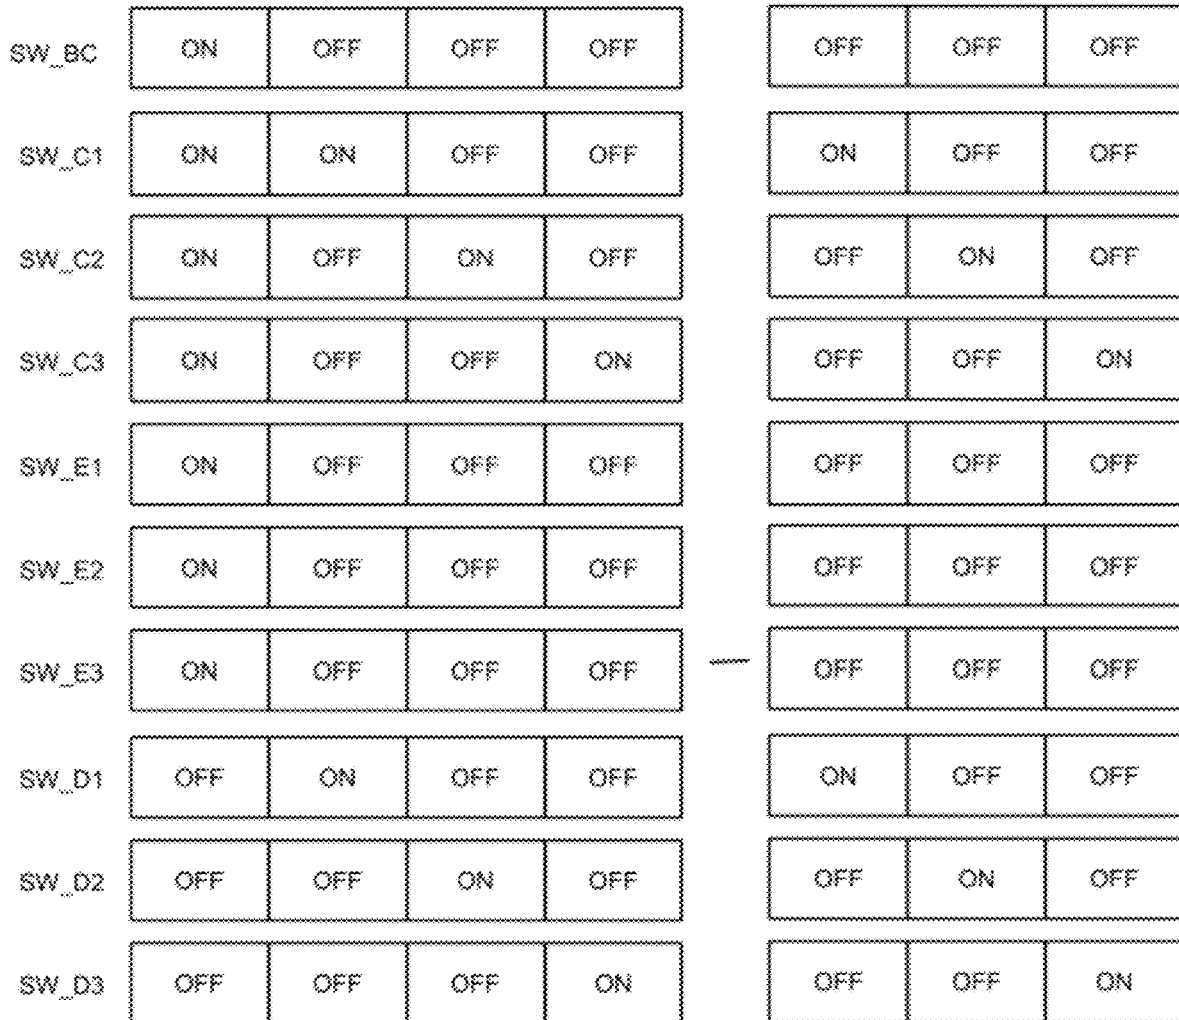 SW_BC ON OFF OFF OFF OFF OFF OFF
SW_C1 ON ON OFF OFF ON OFF OFF
SW_C2 ON OFF ON OFF OFF ON OFF
SW_C3 ON OFF OFF ON OFF OFF ON
SW_E1 ON OFF OFF OFF OFF OFF OFF
SW_E2 ON OFF OFF OFF OFF OFF OFF
SW_E3 ON OFF OFF OFF — OFF OFF OFF
SW_D1 OFF ON OFF OFF ON OFF OFF
SW_D2 OFF OFF ON OFF OFF ON OFF
SW_D3 OFF OFF OFF ON OFF OFF ON